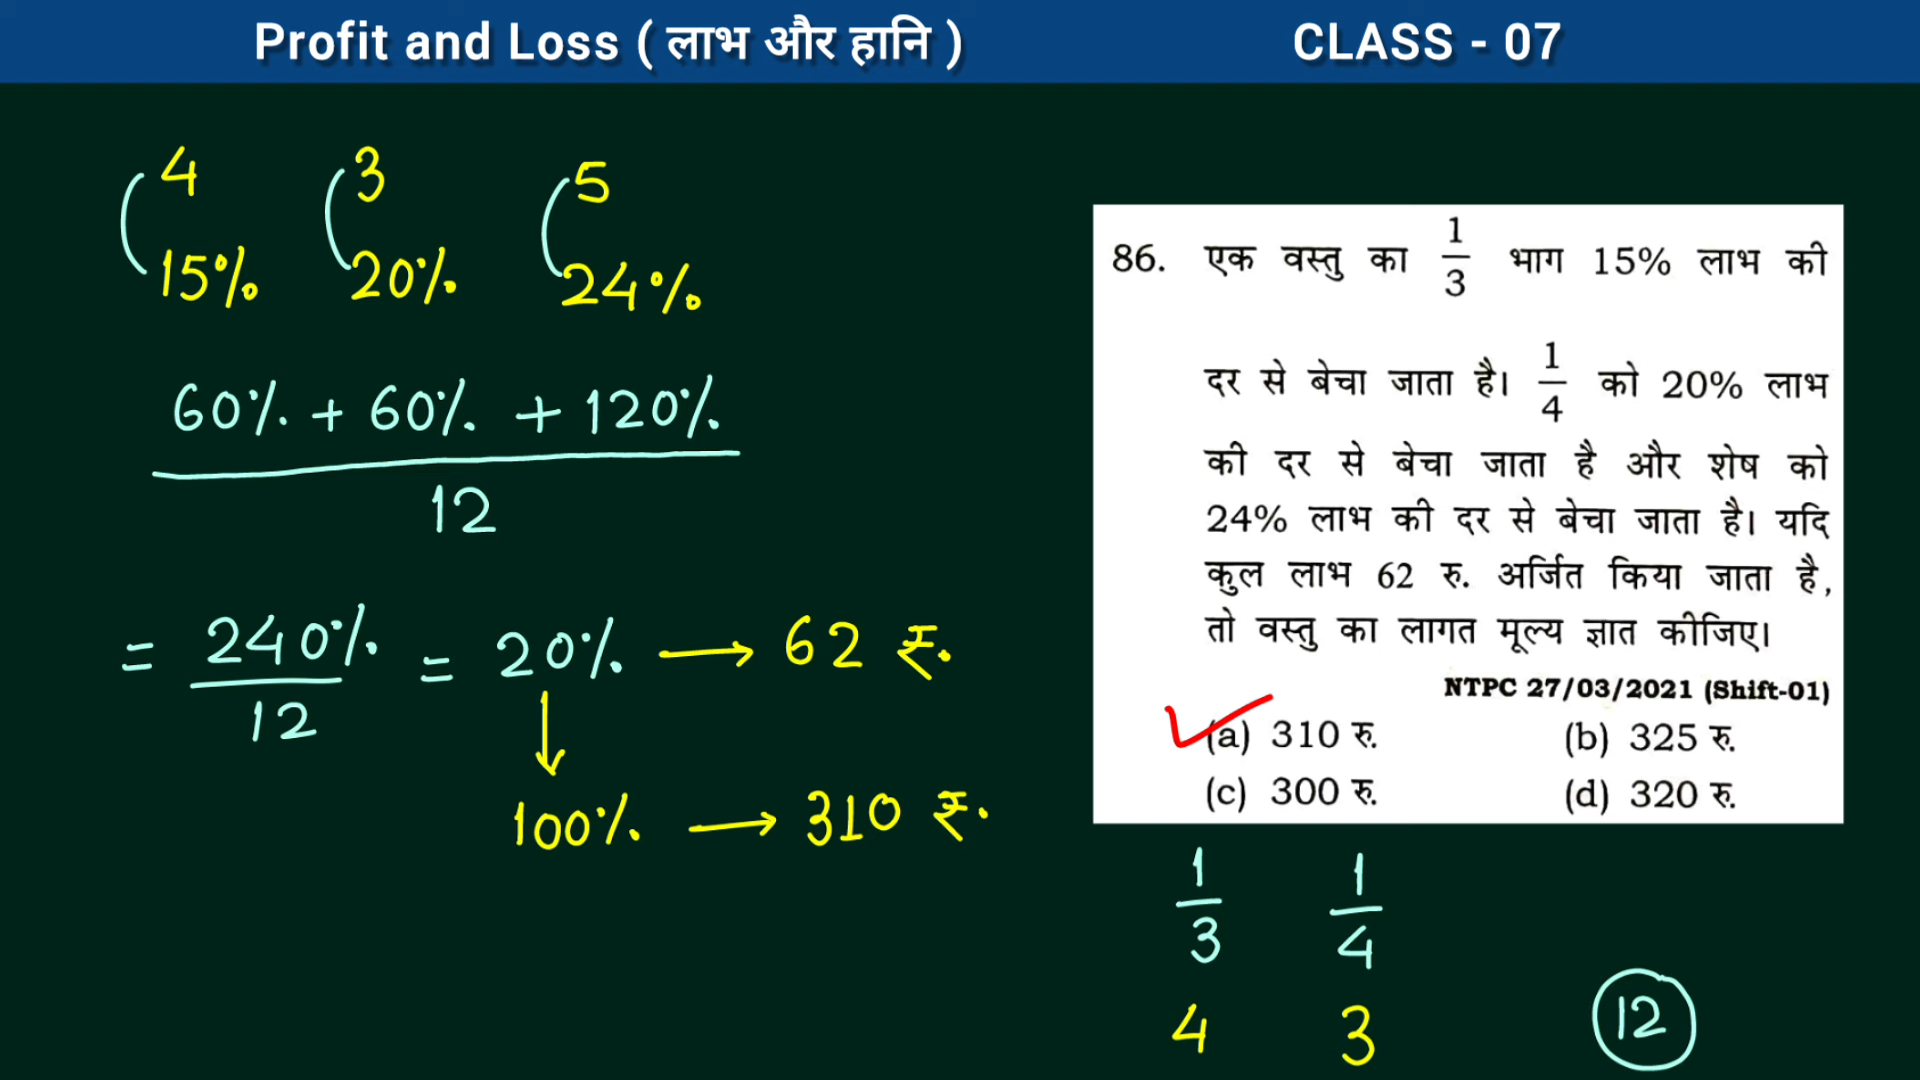 Profit and Loss ( लाभ और हानि )
CLASS - 07
4 3 5
15% 20% 24%
60% + 60% + 120%
12
= 240% = 20% → 62 रु.
12
100% → 310 रु.
86. एक वस्तु का 1/3 भाग 15% लाभ की
दर से बेचा जाता है। 1/4 को 20% लाभ
की दर से बेचा जाता है और शेष को
24% लाभ की दर से बेचा जाता है। यदि
कुल लाभ 62 रु. अर्जित किया जाता है,
तो वस्तु का लागत मूल्य ज्ञात कीजिए।
NTPC 27/03/2021 (Shift-01)
(a) 310 रु. (b) 325 रु.
(c) 300 रु. (d) 320 रु.
1/3 1/4
4 3 12